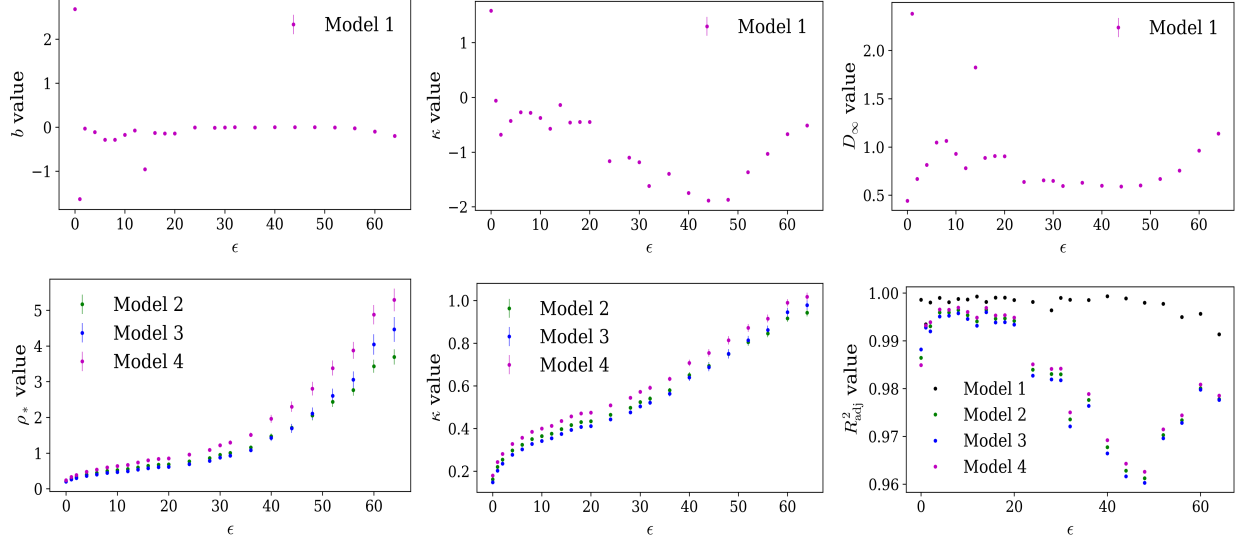 Model 1
b value
2
1
0
−1
0 10 20 30 40 50 60
ϵ
Model 1
κ value
1
0
−1
−2
0 10 20 30 40 50 60
ϵ
Model 1
D∞ value
2.0
1.5
1.0
0.5
0 10 20 30 40 50 60
ϵ
Model 2
Model 3
Model 4
ρ* value
5
4
3
2
1
0
0 10 20 30 40 50 60
ϵ
Model 2
Model 3
Model 4
κ value
1.0
0.8
0.6
0.4
0.2
0 10 20 30 40 50 60
ϵ
R²adj value
1.00
0.99
0.98
0.97
0.96
Model 1
Model 2
Model 3
Model 4
0 20 40 60
ϵ